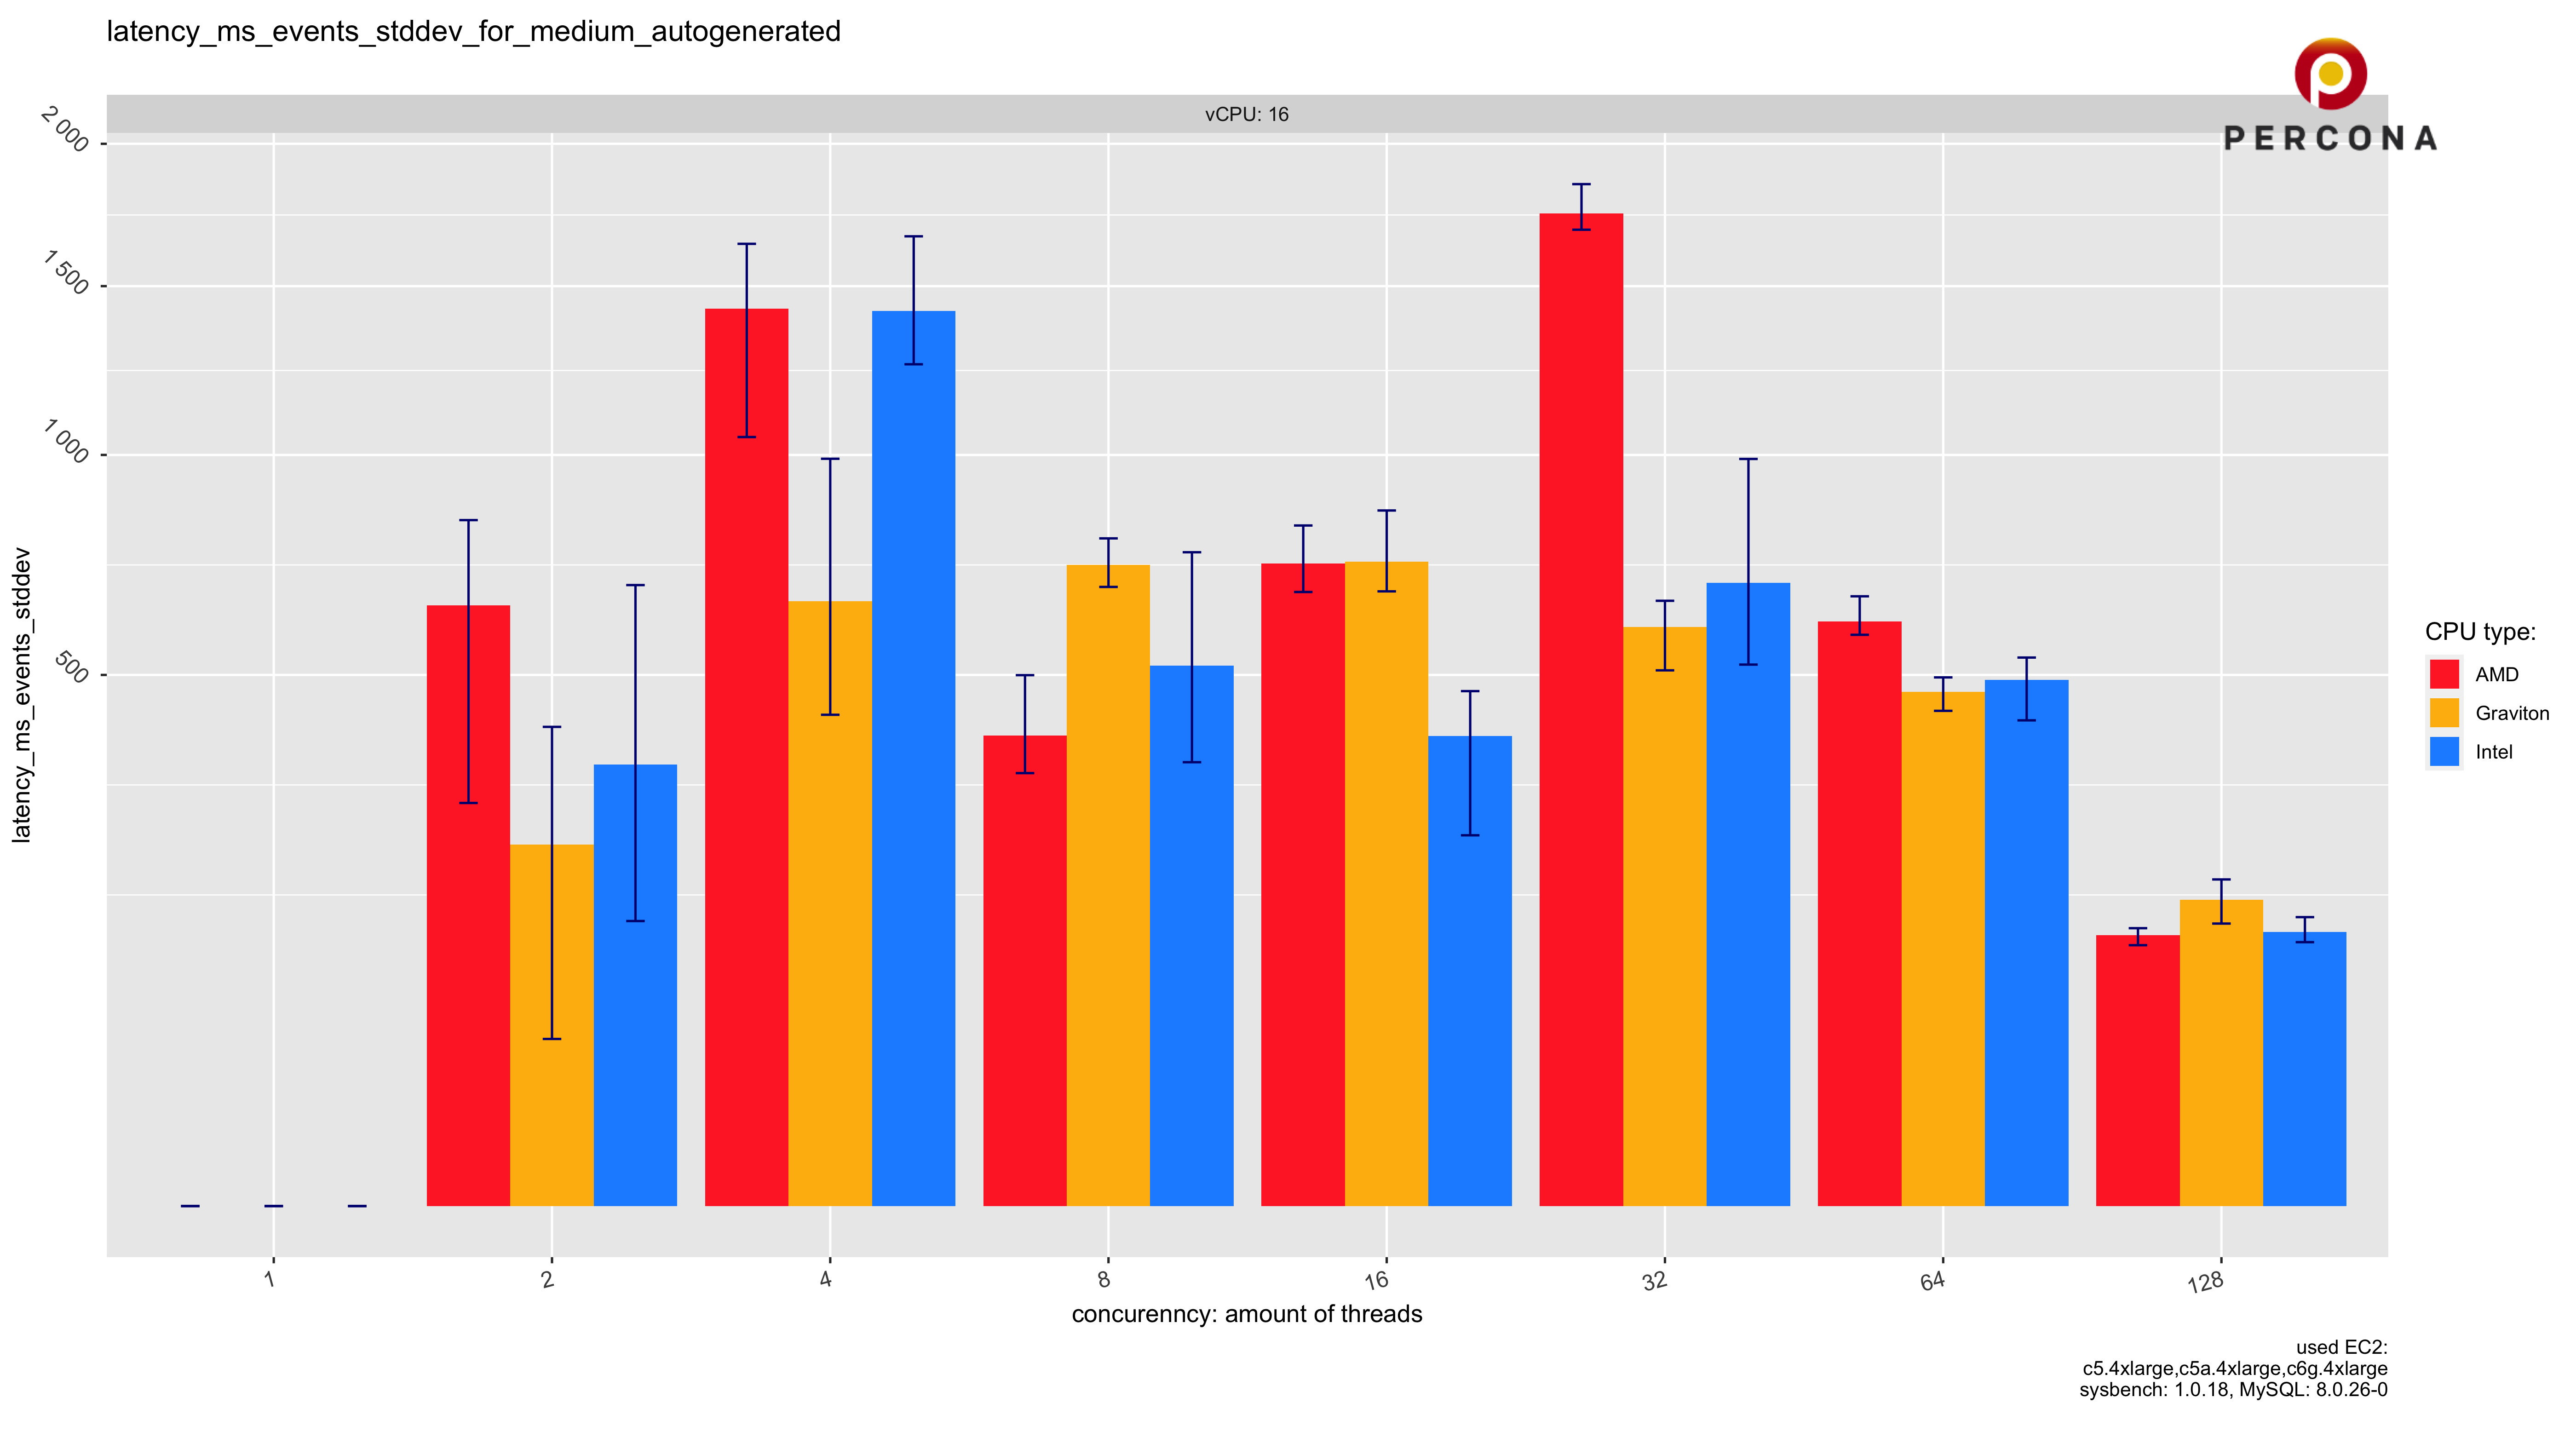 latency_ms_events_stddev_for_medium_autogenerated
PERCONA
vCPU: 16
2 000
1 500
1 000
500
latency_ms_events_stddev
CPU type:
AMD
Graviton
Intel
1
2
4
8
16
32
64
128
concurenncy: amount of threads
used EC2:
c5.4xlarge,c5a.4xlarge,c6g.4xlarge
sysbench: 1.0.18, MySQL: 8.0.26-0